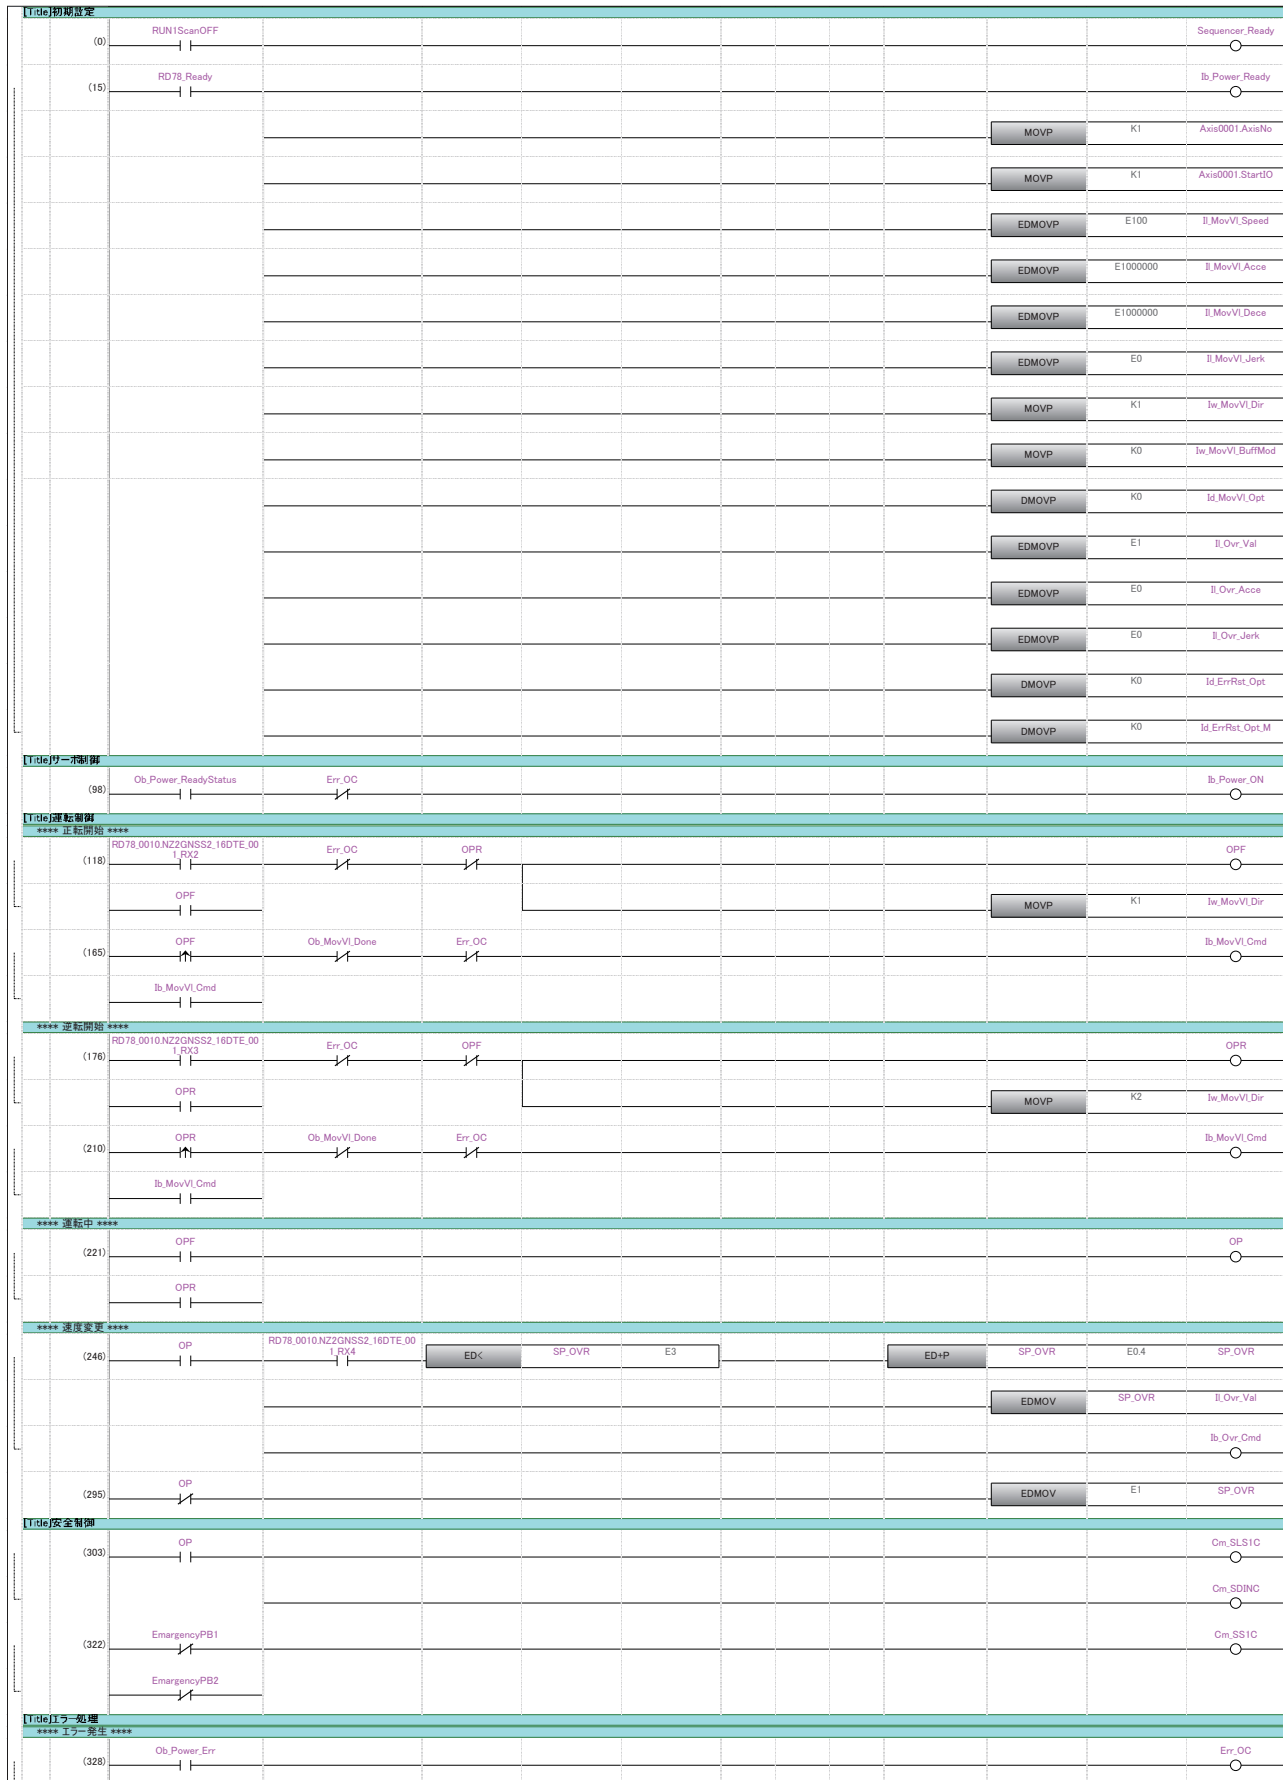 [Title]初期設定
RUN1ScanOFF Sequencer_Ready
(0)
RD78_Ready Ib_Power_Ready
(15)
MOVP K1 Axis0001.AxisNo
MOVP K1 Axis0001.StartIO
EDMOVP E100 Il_MovVl_Speed
EDMOVP E1000000 Il_MovVl_Acce
EDMOVP E1000000 Il_MovVl_Dece
EDMOVP E0 Il_MovVl_Jerk
MOVP K1 Iw_MovVl_Dir
MOVP K0 Iw_MovVl_BuffMod
DMOVP K0 Id_MovVl_Opt
EDMOVP E1 Il_Ovr_Val
EDMOVP E0 Il_Ovr_Acce
EDMOVP E0 Il_Ovr_Jerk
DMOVP K0 Id_ErrRst_Opt
DMOVP K0 Id_ErrRst_Opt_M
[Title]サーボ制御
Ob_Power_ReadyStatus Err_OC Ib_Power_ON
(98)
[Title]運転制御
**** 正転開始 ****
RD78_0010.NZ2GNSS2_16DTE_00
1_RX2 Err_OC OPR OPF
(118)
OPF MOVP K1 Iw_MovVl_Dir
OPF Ob_MovVl_Done Err_OC Ib_MovVl_Cmd
(165)
Ib_MovVl_Cmd
**** 逆転開始 ****
RD78_0010.NZ2GNSS2_16DTE_00
1_RX3 Err_OC OPF OPR
(176)
OPR MOVP K2 Iw_MovVl_Dir
OPR Ob_MovVl_Done Err_OC Ib_MovVl_Cmd
(210)
Ib_MovVl_Cmd
**** 運転中 ****
OPF OP
(221)
OPR
**** 速度変更 ****
OP RD78_0010.NZ2GNSS2_16DTE_00
1_RX4
(246) ED< SP_OVR E3 ED+P SP_OVR E0.4 SP_OVR
EDMOV SP_OVR Il_Ovr_Val
Ib_Ovr_Cmd
OP
(295) EDMOV E1 SP_OVR
[Title]安全制御
OP Cm_SLS1C
(303)
Cm_SDINC
EmargencyPB1 Cm_SS1C
(322)
EmargencyPB2
[Title]エラー処理
**** エラー発生 ****
Ob_Power_Err Err_OC
(328)